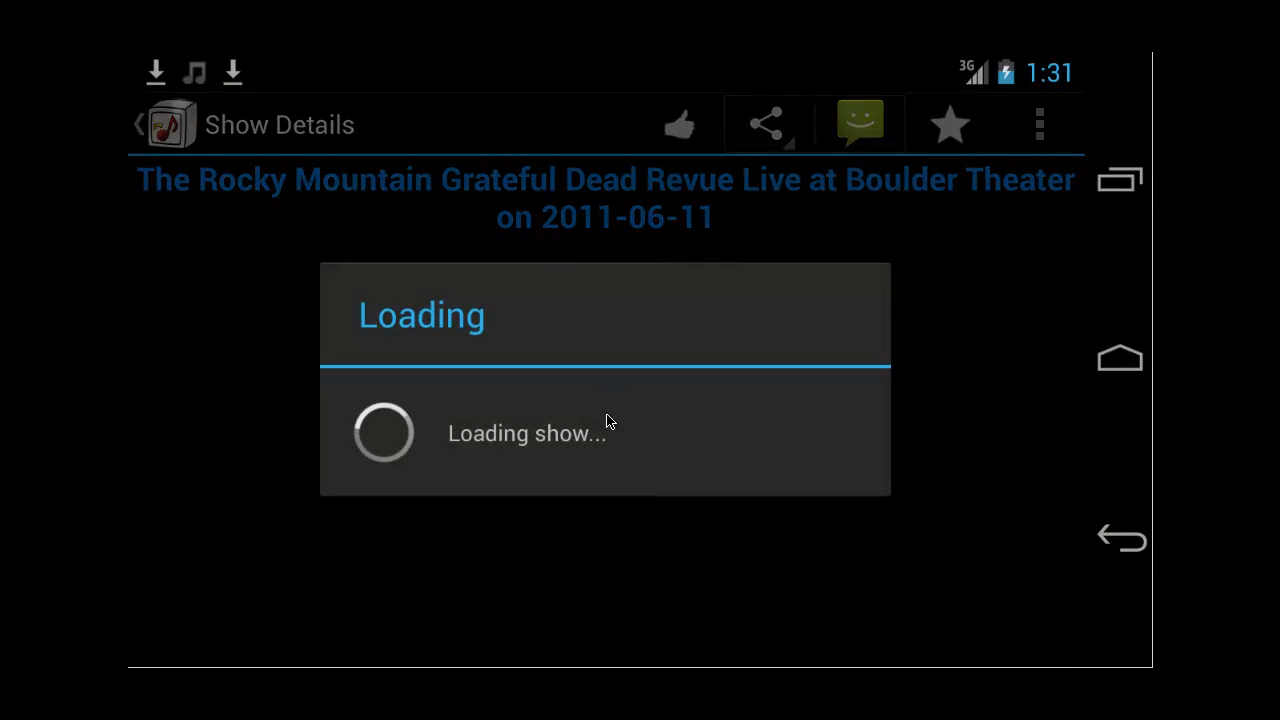 3G 1:31
Show Details
The Rocky Mountain Grateful Dead Revue Live at Boulder Theater
on 2011-06-11
Loading
Loading show...